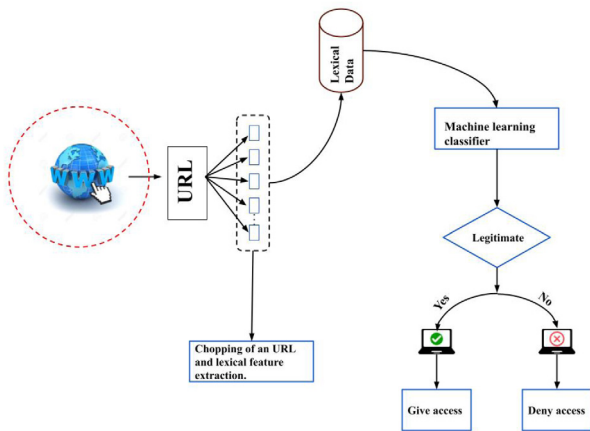 WWW
URL
Lexical
Data
Machine learning
classifier
Legitimate
Yes
No
Chopping of an URL
and lexical feature
extraction.
Give access
Deny access